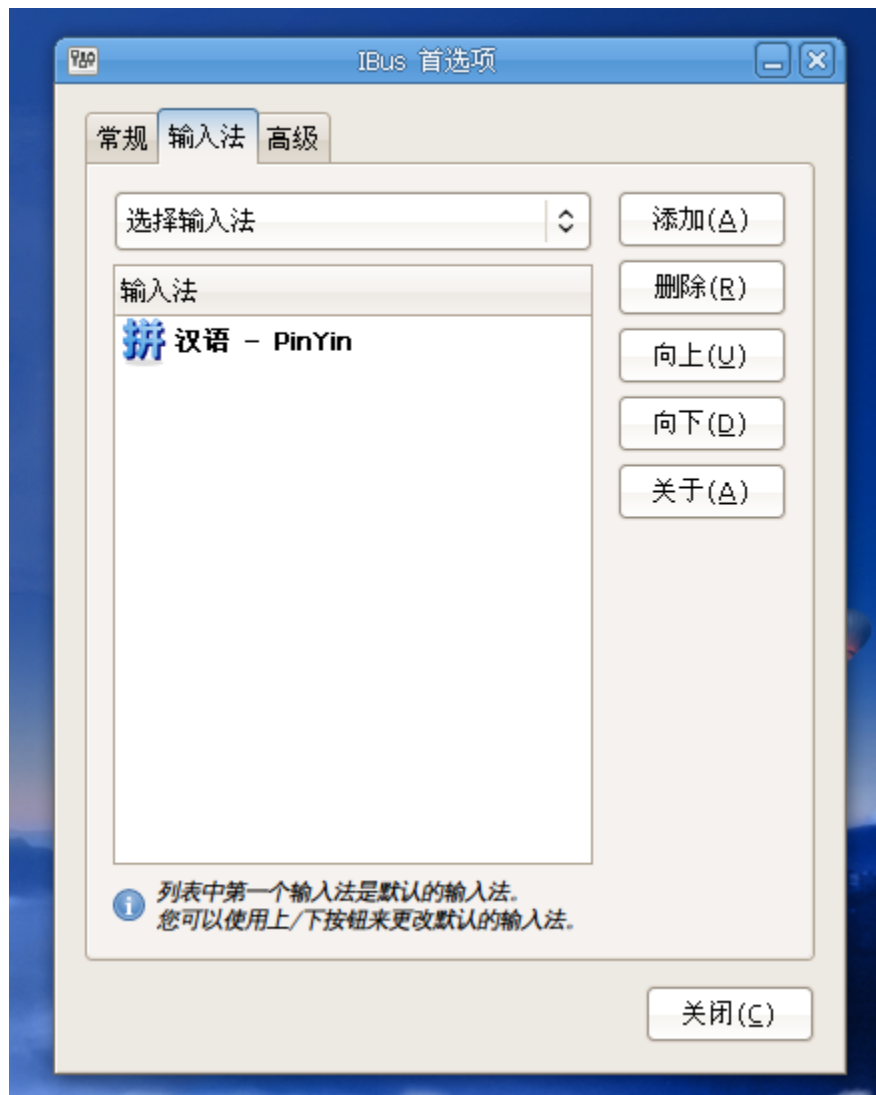 IBus 首选项
常规 输入法 高级
选择输入法
添加(A)
输入法
删除(R)
拼 汉语 - PinYin
向上(U)
向下(D)
关于(A)
列表中第一个输入法是默认的输入法.
您可以使用上/下按钮来更改默认的输入法.
关闭(C)